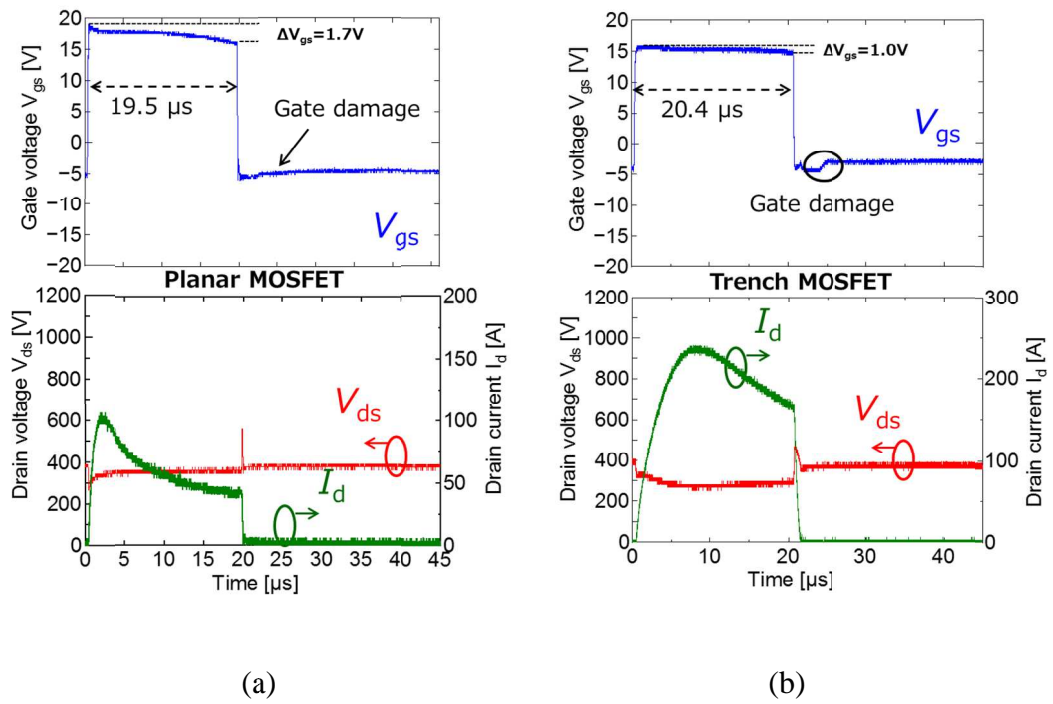 20
15
10
5
0
−5
−10
−15
−20
Gate voltage Vgs [V]
ΔVgs=1.7V
19.5 µs
Gate damage
Vgs
20
15
10
5
0
−5
−10
−15
20
Gate voltage Vgs [V]
ΔVgs=1.0V
20.4 µs
Vgs
Gate damage
Planar MOSFET
1200
1000
800
600
400
200
0
Drain voltage Vds [V]
200
150
100
50
0
Drain current Id [A]
Vds
Id
0 5 10 15 20 25 30 35 40 45
Time [µs]
Trench MOSFET
1200
1000
800
600
400
200
0
Drain voltage Vds [V]
300
200
100
0
Drain current Id [A]
Id
Vds
0 10 20 30 40
Time [µs]
(a)
(b)